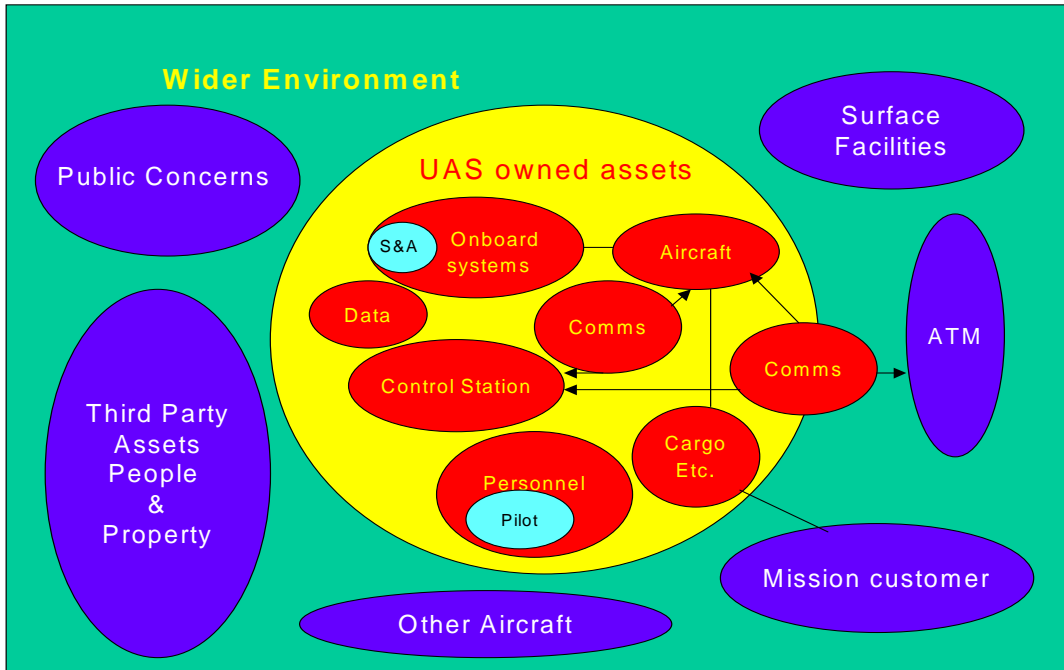 Wider Environment
Public Concerns
Surface
Facilities
UAS owned assets
S&A
Onboard
systems
Aircraft
Data
Comms
ATM
Control Station
Comms
Third Party
Assets
People
&
Property
Cargo
Etc.
Personnel
Pilot
Mission customer
Other Aircraft